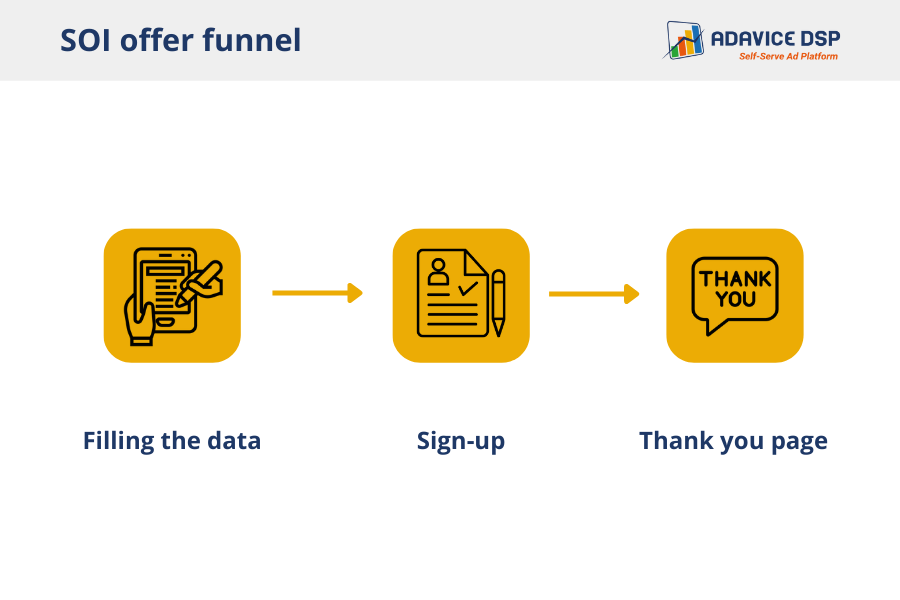 SOI offer funnel
ADAVICE DSP
Self-Serve Ad Platform
THANK
YOU
Filling the data
Sign-up
Thank you page